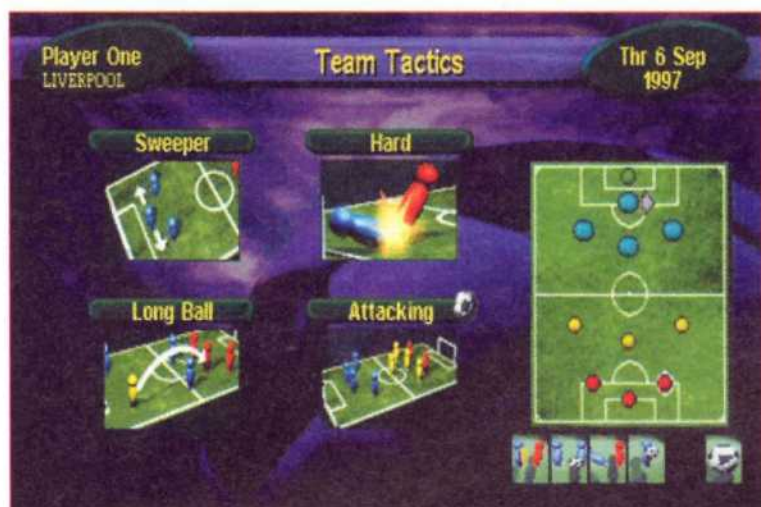 Player One
LIVERPOOL
Team Tactics
Thr 6 Sep
1997
Sweeper
Hard
Long Ball
Attacking